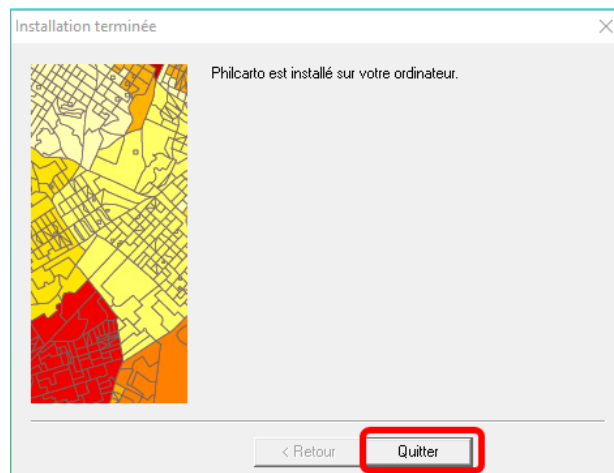 Installation terminée
Philcarto est installé sur votre ordinateur.
< Retour
Quitter